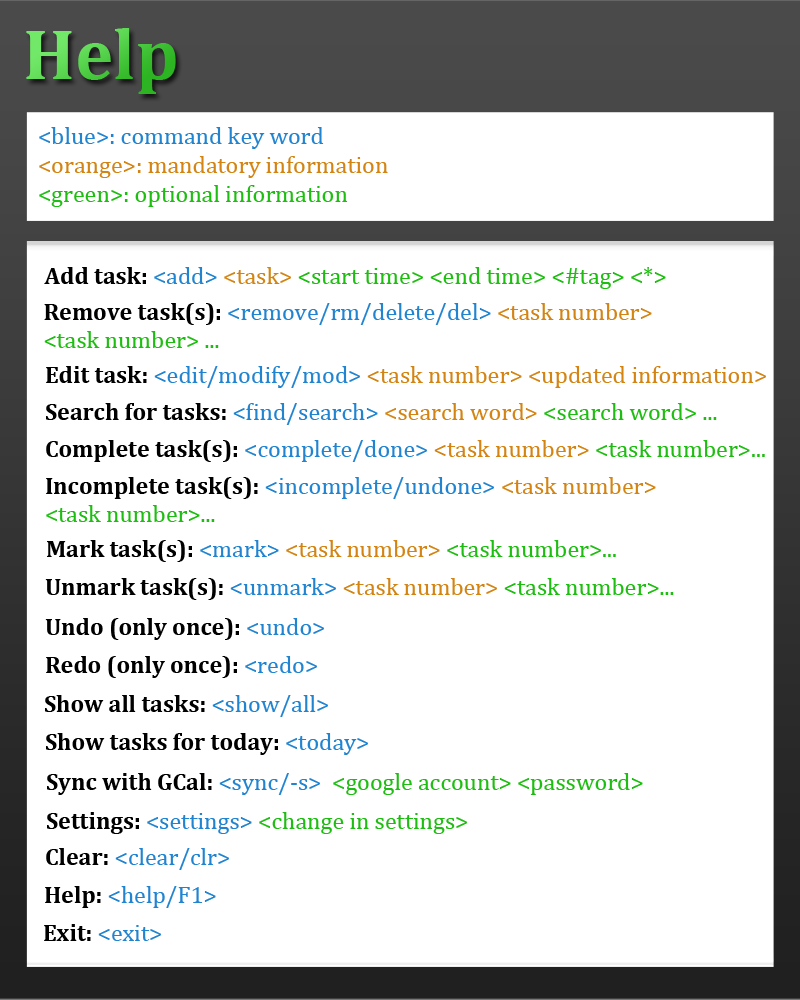 Help
<blue>: command key word
<orange>: mandatory information
<green>: optional information
Add task: <add> <task> <start time> <end time> <#tag> <*>
Remove task(s): <remove/rm/delete/del> <task number>
<task number> ...
Edit task: <edit/modify/mod> <task number> <updated information>
Search for tasks: <find/search> <search word> <search word> ...
Complete task(s): <complete/done> <task number> <task number>...
Incomplete task(s): <incomplete/undone> <task number>
<task number>...
Mark task(s): <mark> <task number> <task number>...
Unmark task(s): <unmark> <task number> <task number>...
Undo (only once): <undo>
Redo (only once): <redo>
Show all tasks: <show/all>
Show tasks for today: <today>
Sync with GCal: <sync/-s>  <google account> <password>
Settings: <settings> <change in settings>
Clear: <clear/clr>
Help: <help/F1>
Exit: <exit>